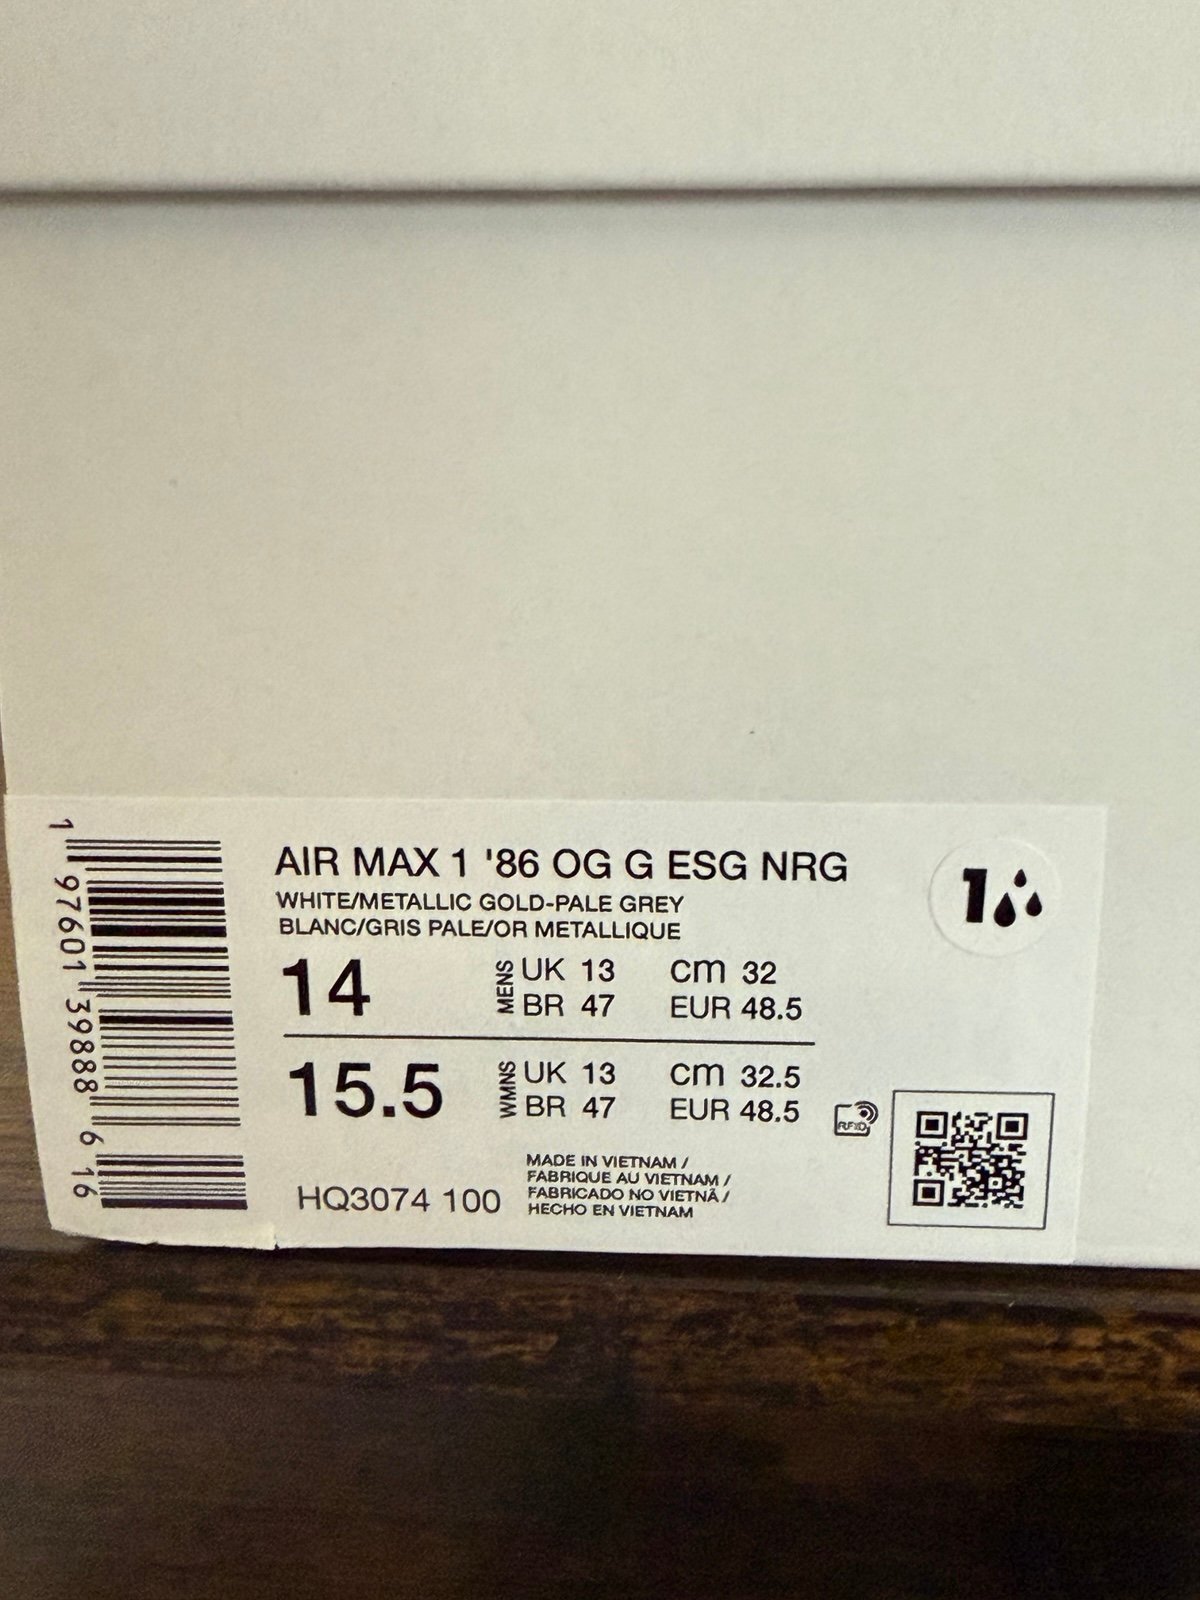 AIR MAX 1 '86 OG G ESG NRG
WHITE/METALLIC GOLD-PALE GREY
BLANC/GRIS PALE/OR METALLIQUE
14 MENS UK 13 cm 32
BR 47 EUR 48.5
15.5 WMNS UK 13 cm 32.5
BR 47 EUR 48.5
HQ3074 100
MADE IN VIETNAM /
FABRIQUE AU VIETNAM /
FABRICADO NO VIETNÃ /
HECHO EN VIETNAM
RFID
1
1 97601 39888 6 16